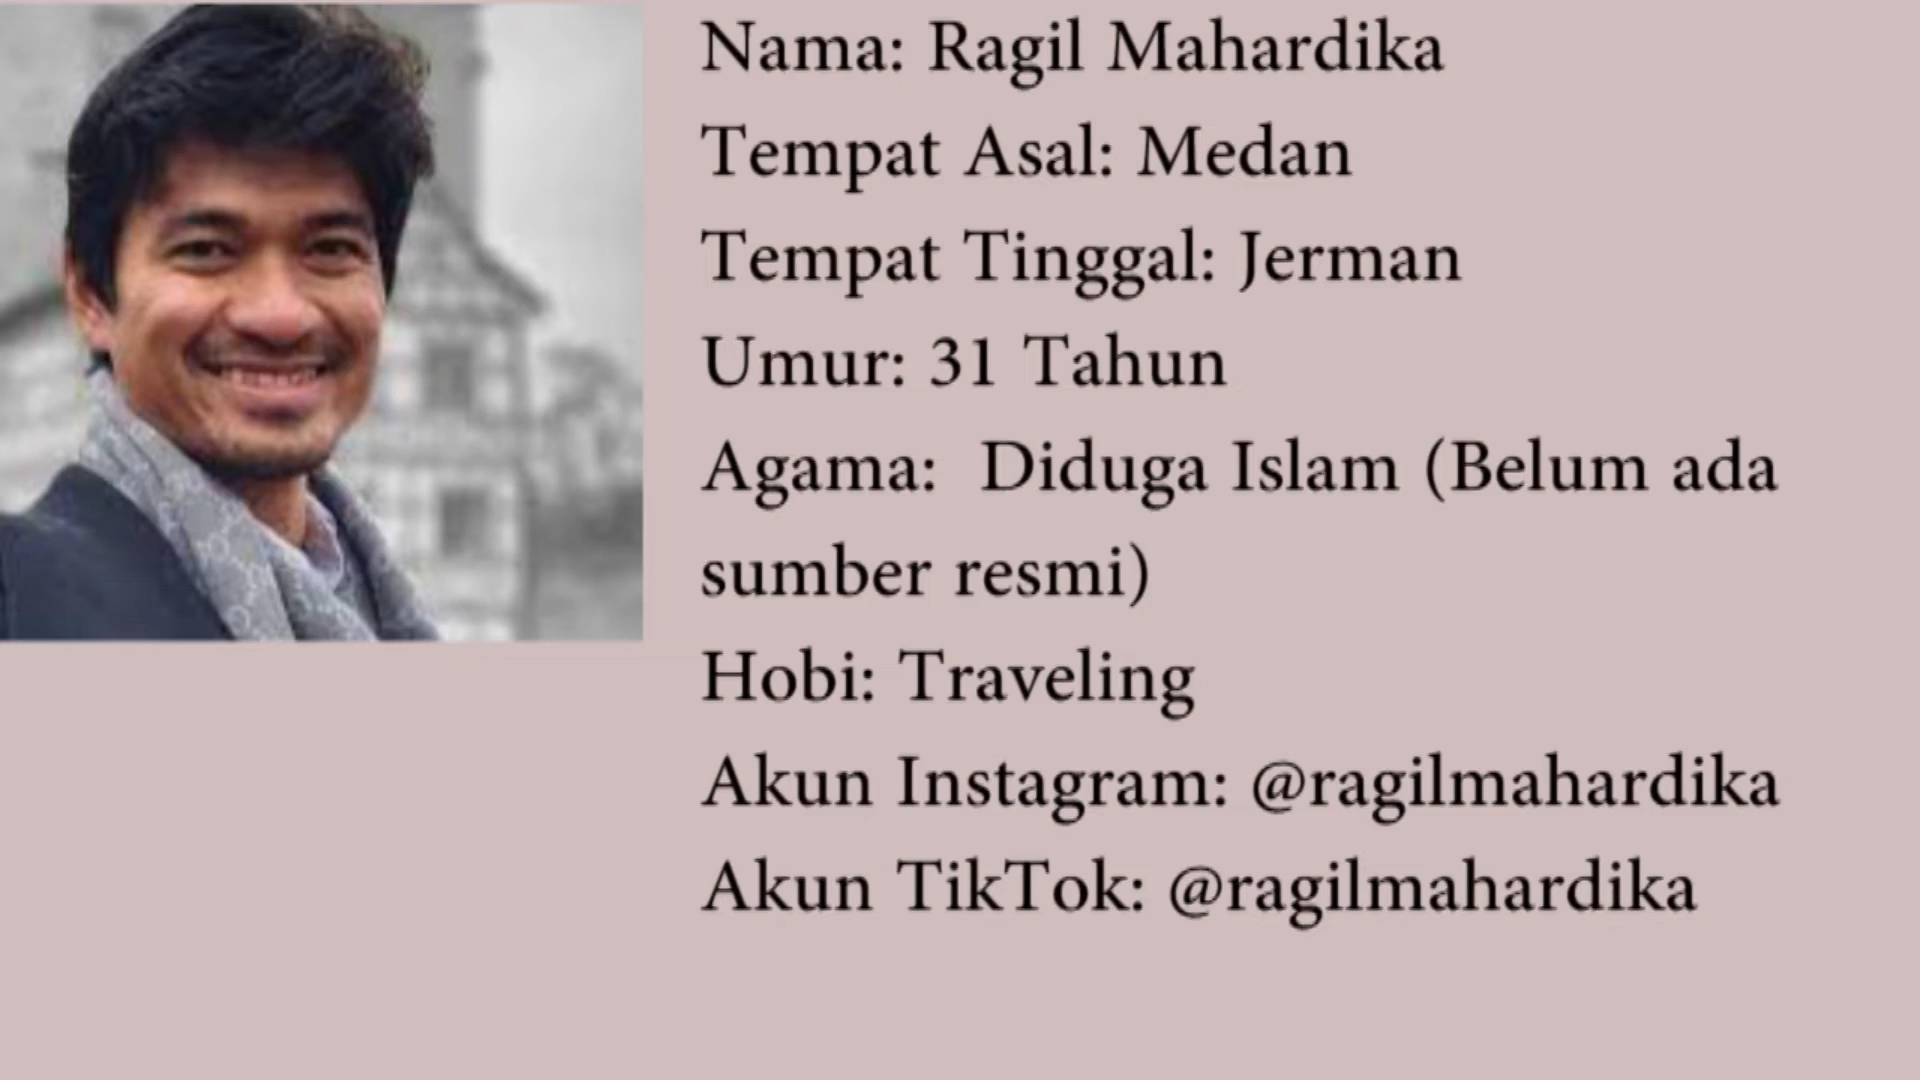 Nama: Ragil Mahardika
Tempat Asal: Medan
Tempat Tinggal: Jerman
Umur: 31 Tahun
Agama:  Diduga Islam (Belum ada
sumber resmi)
Hobi: Traveling
Akun Instagram: @ragilmahardika
Akun TikTok: @ragilmahardika